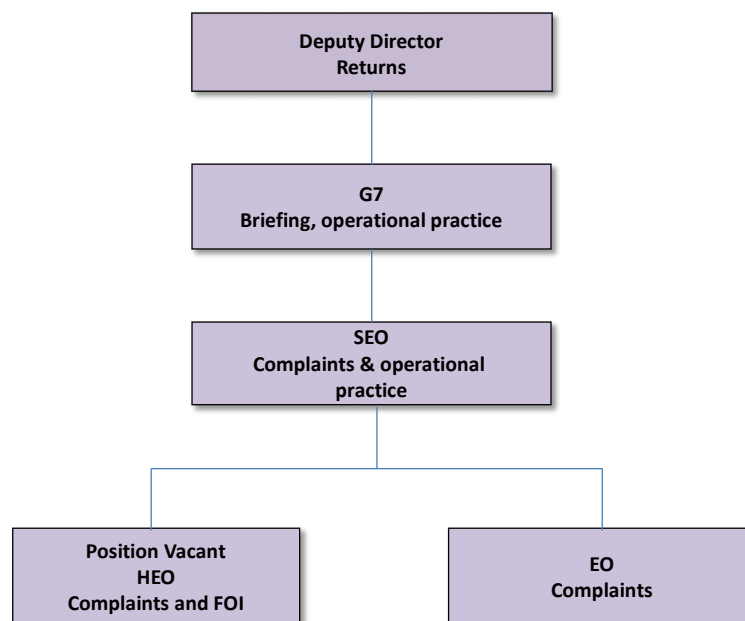 Deputy Director
Returns
G7
Briefing, operational practice
SEO
Complaints & operational
practice
Position Vacant
HEO
Complaints and FOI
EO
Complaints